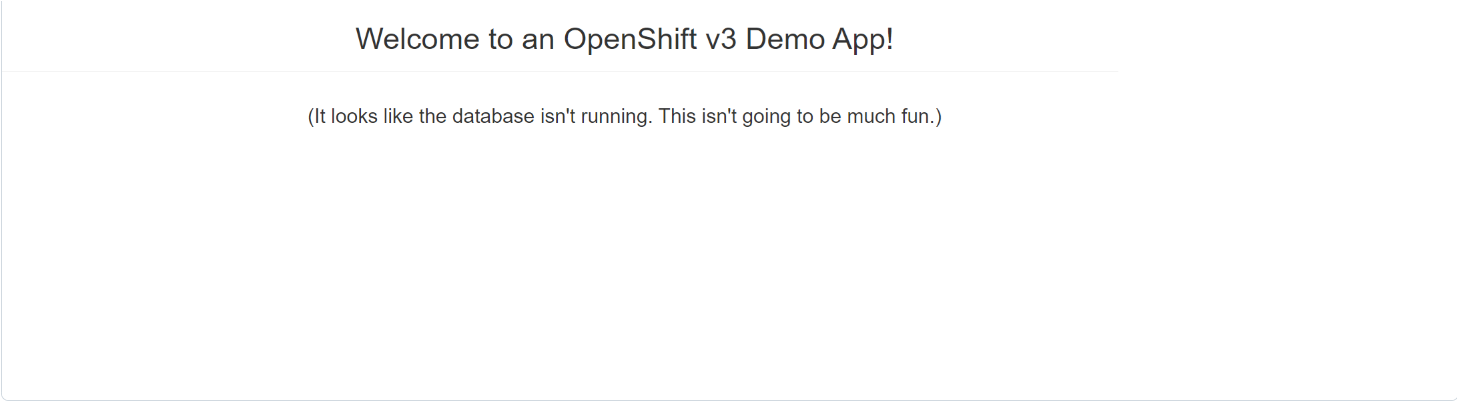 Welcome to an OpenShift v3 Demo App!
(It looks like the database isn't running. This isn't going to be much fun.)